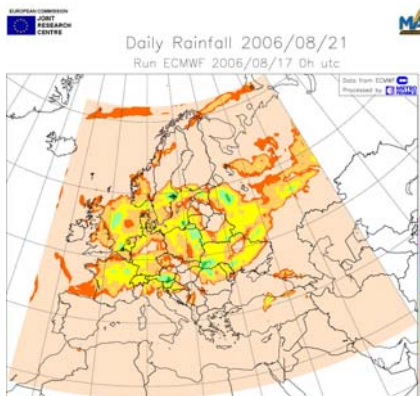 EUROPEAN COMMISSION
JOINT
RESEARCH
CENTRE
MA
Daily Rainfall 2006/08/21
Run ECMWF 2006/08/17 0h utc
Data from ECMWF
Processed by METEO FRANCE